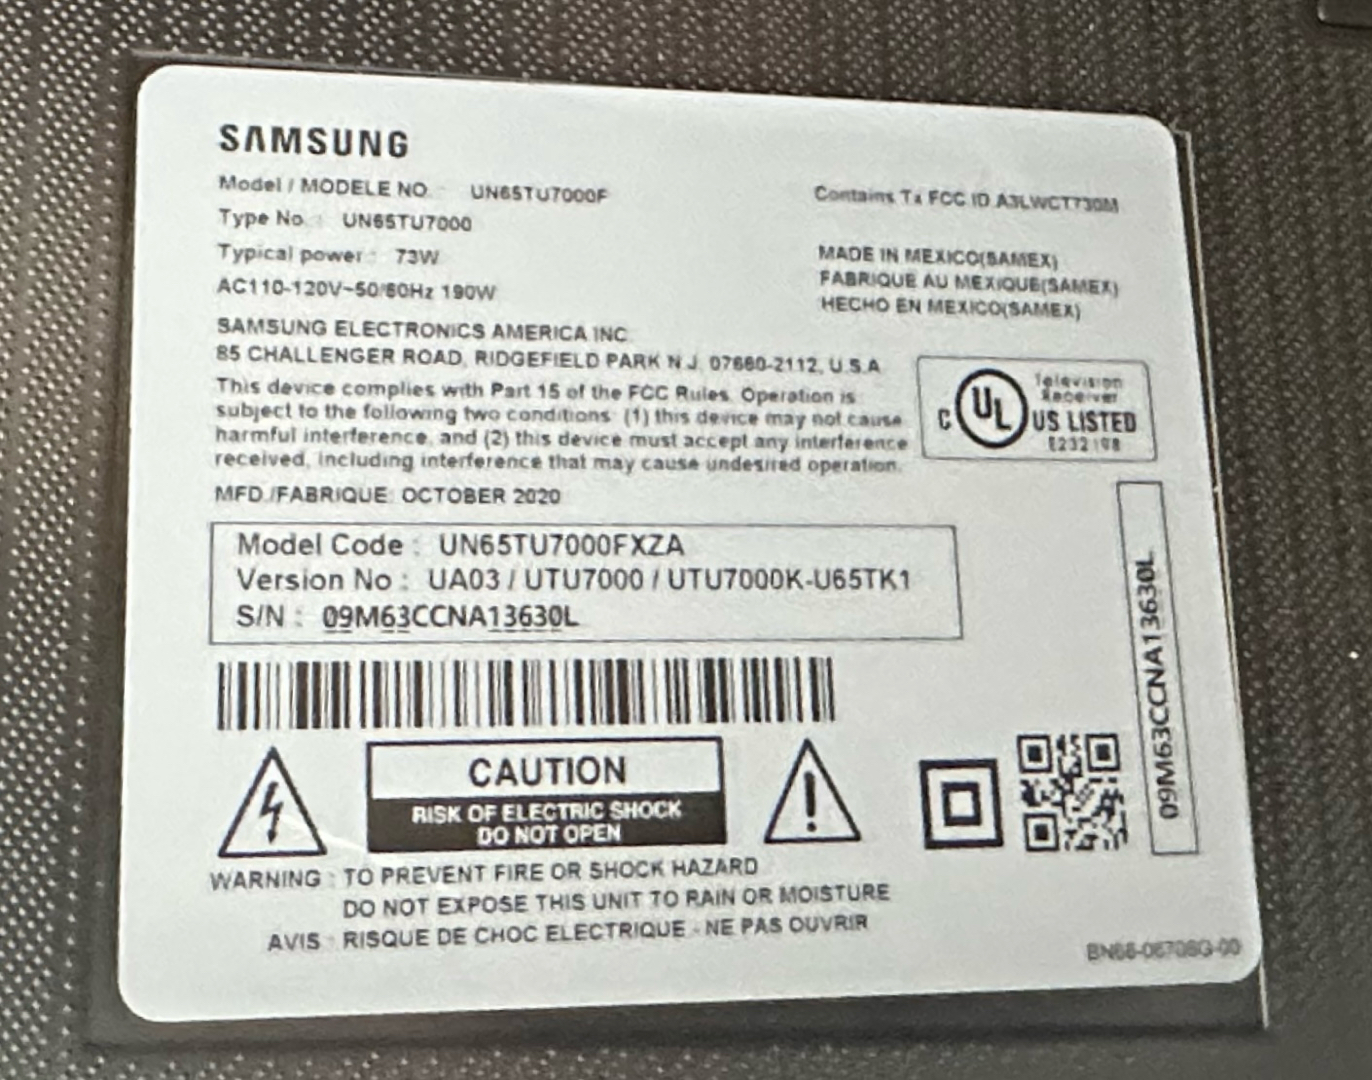 SAMSUNG
Model / MODELE NO. : UN65TU7000F
Type No. : UN65TU7000
Typical power : 73W
AC110-120V~50/60Hz 190W
Contains Tx FCC ID A3LWCT730M
MADE IN MEXICO(SAMEX)
FABRIQUE AU MEXIQUE(SAMEX)
HECHO EN MEXICO(SAMEX)
SAMSUNG ELECTRONICS AMERICA INC.
85 CHALLENGER ROAD, RIDGEFIELD PARK N.J. 07660-2112, U.S.A
This device complies with Part 15 of the FCC Rules. Operation is
subject to the following two conditions: (1) this device may not cause
harmful interference, and (2) this device must accept any interference
received, including interference that may cause undesired operation.
C UL US LISTED
Television
Receiver
MFD./FABRIQUE: OCTOBER 2020
Model Code : UN65TU7000FXZA
Version No : UA03 / UTU7000 / UTU7000K-U65TK1
S/N : 09M63CCNA13630L
09M63CCNA13630L
CAUTION
RISK OF ELECTRIC SHOCK
DO NOT OPEN
WARNING : TO PREVENT FIRE OR SHOCK HAZARD
DO NOT EXPOSE THIS UNIT TO RAIN OR MOISTURE
AVIS : RISQUE DE CHOC ELECTRIQUE - NE PAS OUVRIR